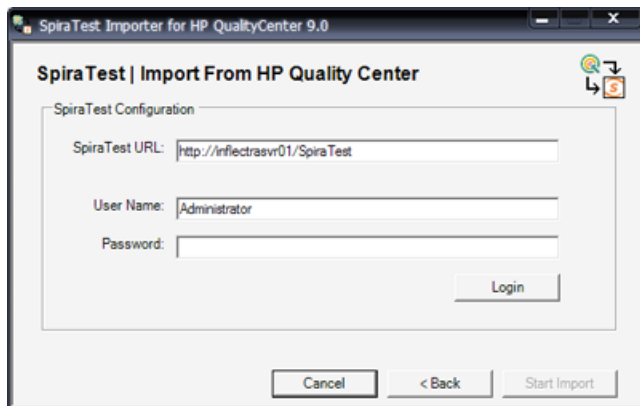 SpiraTest Importer for HP QualityCenter 9.0
SpiraTest | Import From HP Quality Center
SpiraTest Configuration
SpiraTest URL: http://inflectrasvr01/SpiraTest
User Name: Administrator
Password:
Login
Cancel < Back Start Import